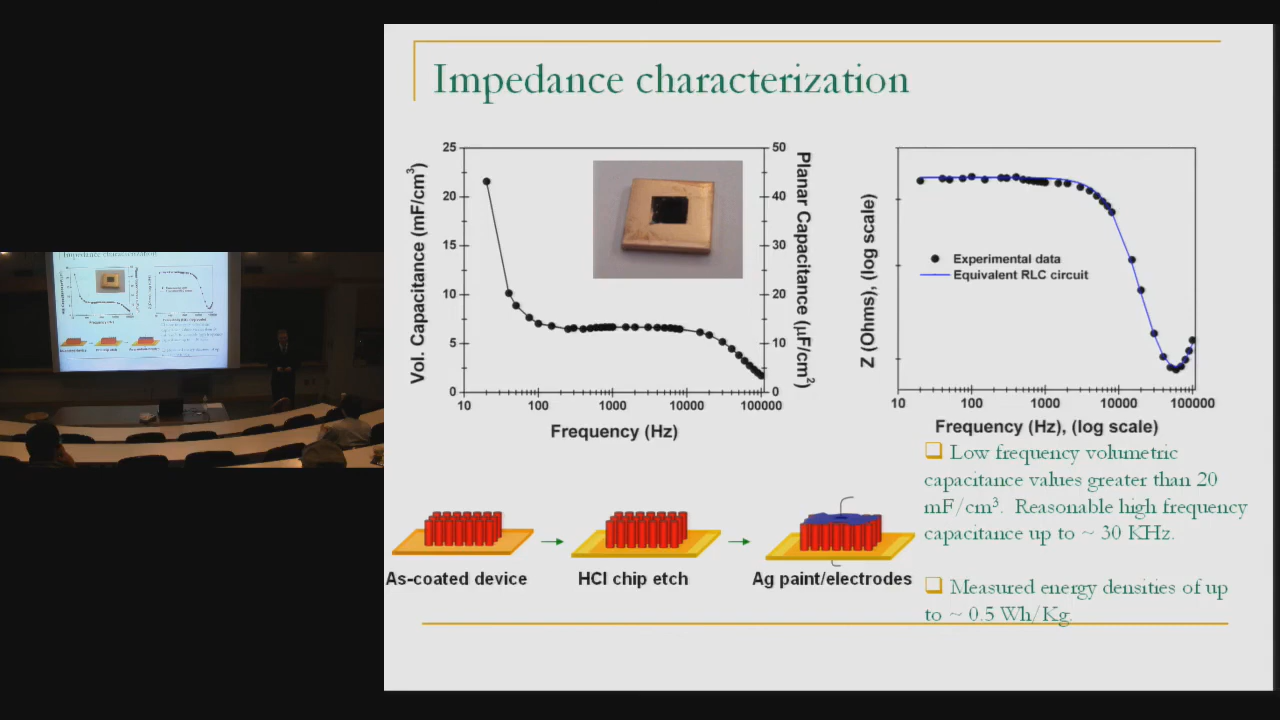 Impedance characterization
25
20
15
10
5
0
Vol. Capacitance (mF/cm³)
50
40
30
20
10
0
Planar Capacitance (μF/cm²)
10 100 1000 10000 100000
Frequency (Hz)
Z (Ohms), (log scale)
Experimental data
Equivalent RLC circuit
10 100 1000 10000 100000
Frequency (Hz), (log scale)
Low frequency volumetric
capacitance values greater than 20
mF/cm³. Reasonable high frequency
capacitance up to ~ 30 KHz.
Measured energy densities of up
to ~ 0.5 Wh/Kg.
As-coated device
HCl chip etch
Ag paint/electrodes
Impedance characterization